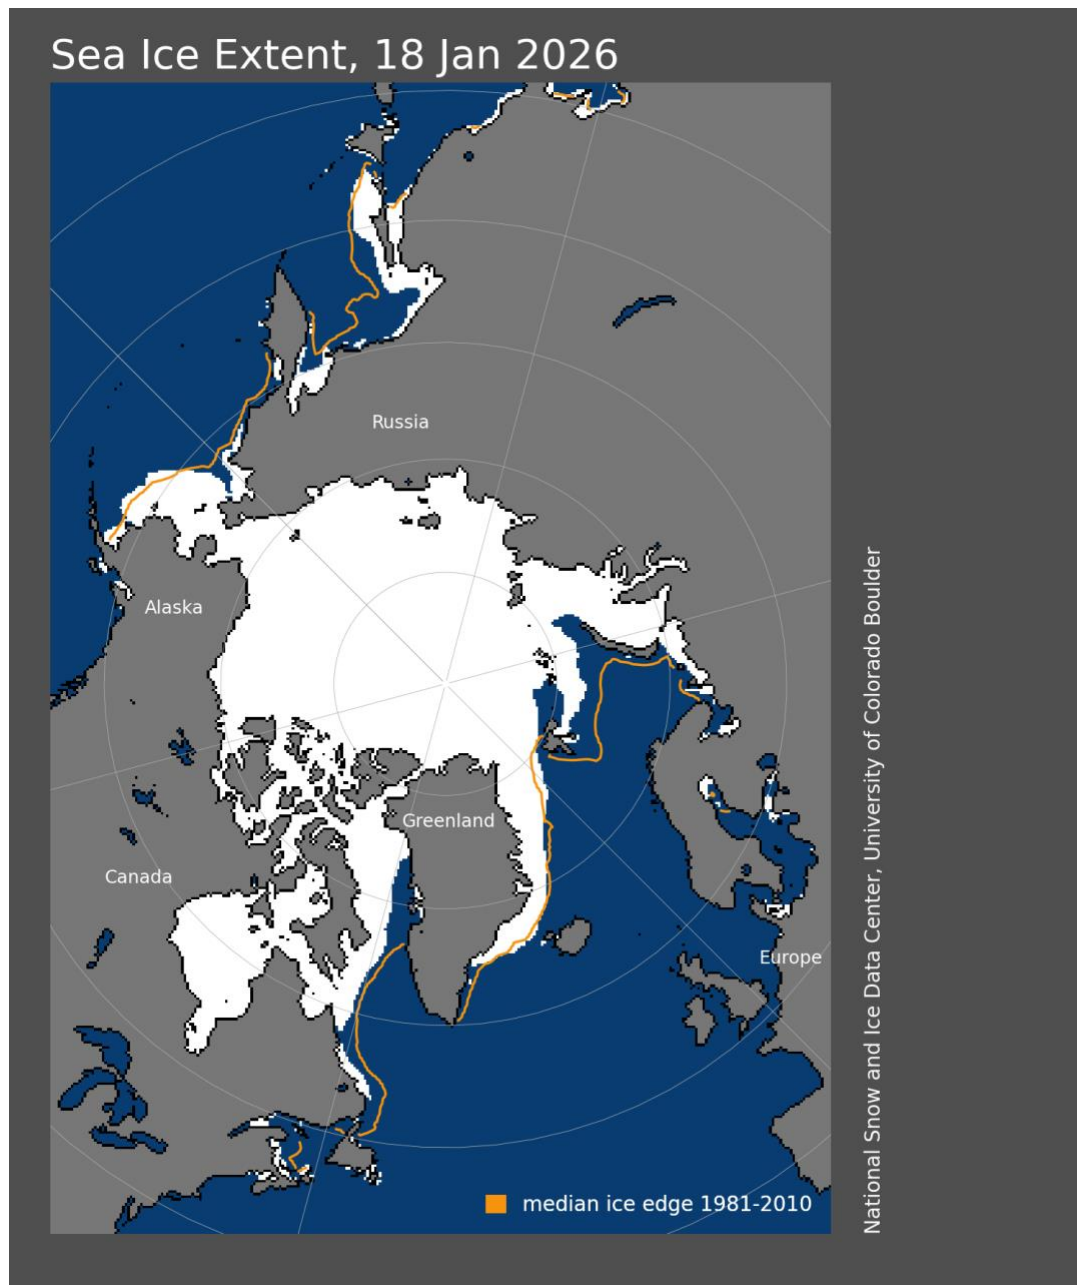 Sea Ice Extent, 18 Jan 2026
Russia
Alaska
Greenland
Canada
Europe
median ice edge 1981-2010
National Snow and Ice Data Center, University of Colorado Boulder